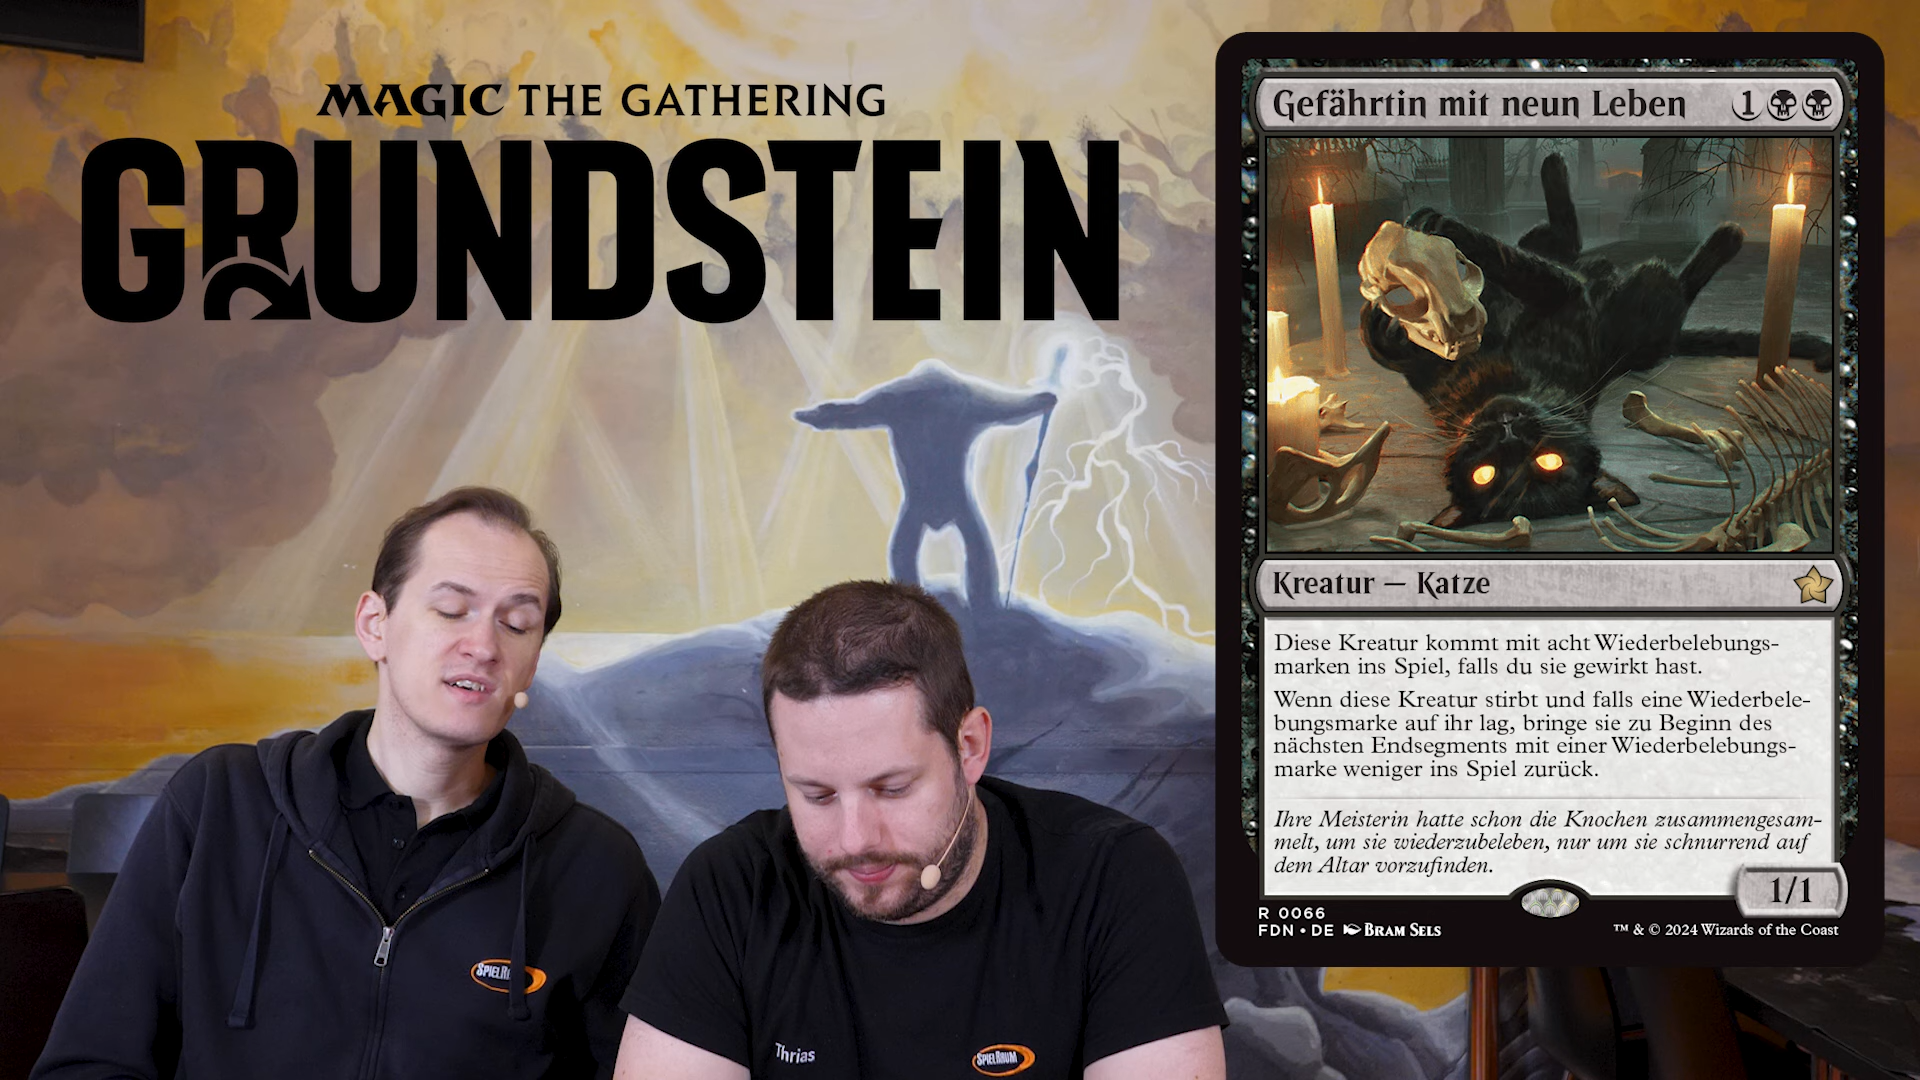 MAGIC THE GATHERING
GRUNDSTEIN
Gefährtin mit neun Leben 1
Kreatur — Katze
Diese Kreatur kommt mit acht Wiederbelebungs-
marken ins Spiel, falls du sie gewirkt hast.
Wenn diese Kreatur stirbt und falls eine Wiederbele-
bungsmarke auf ihr lag, bringe sie zu Beginn des
nächsten Endsegments mit einer Wiederbelebungs-
marke weniger ins Spiel zurück.
Ihre Meisterin hatte schon die Knochen zusammengesam-
melt, um sie wiederzubeleben, nur um sie schnurrend auf
dem Altar vorzufinden.
1/1
R 0066
FDN • DE Bram Sels
™ & © 2024 Wizards of the Coast
Thrias
SPIELRAUM